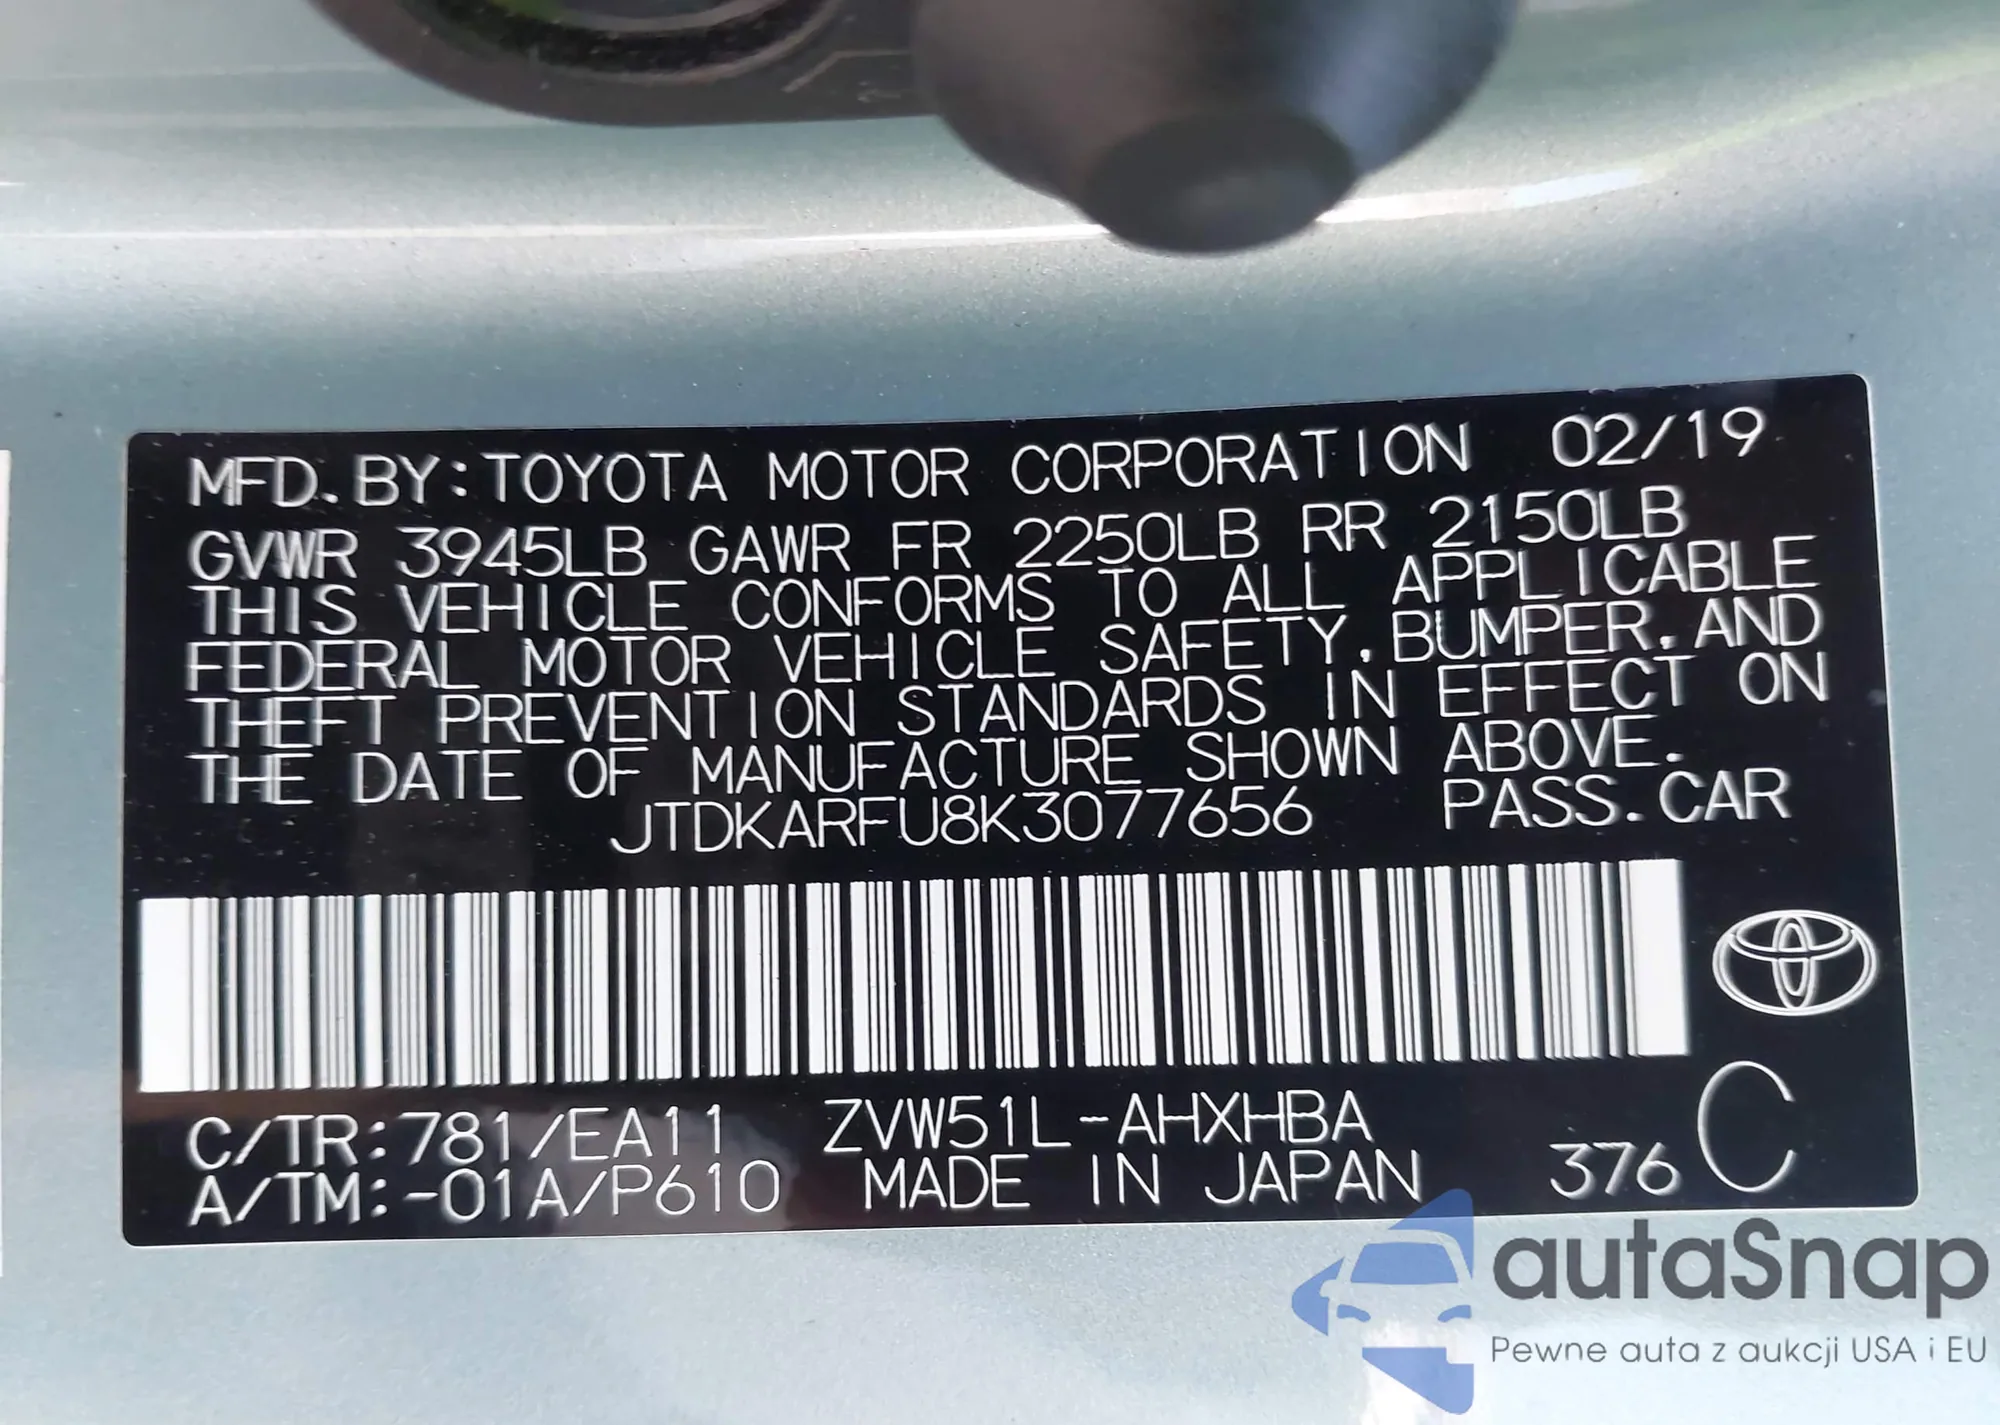 MFD. BY: TOYOTA MOTOR CORPORATION 02/19
GVWR 3945LB GAWR FR 2250LB RR 2150LB
THIS VEHICLE CONFORMS TO ALL APPLICABLE
FEDERAL MOTOR VEHICLE SAFETY, BUMPER, AND
THEFT PREVENTION STANDARDS IN EFFECT ON
THE DATE OF MANUFACTURE SHOWN ABOVE.
JTDKARFU8K3077656 PASS. CAR
C/TR: 781/EA11 ZVW51L-AHXHBA
A/TM: -01A/P610 MADE IN JAPAN 376 C
autaSnap
Pewne auta z aukcji USA i EU